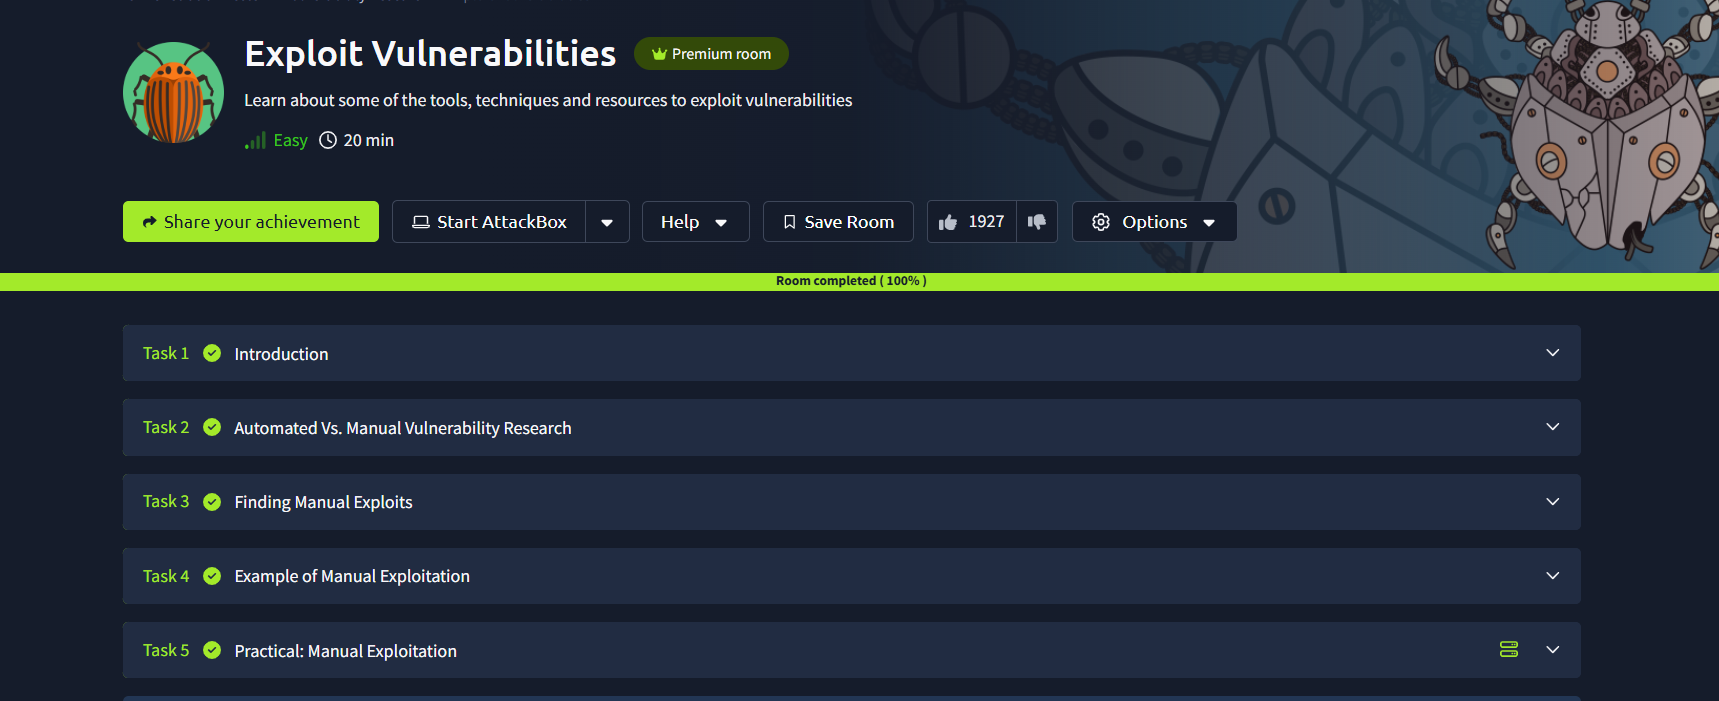 Exploit Vulnerabilities
Premium room
Learn about some of the tools, techniques and resources to exploit vulnerabilities
Easy 20 min
Share your achievement Start AttackBox Help Save Room 1927 Options
Room completed ( 100% )
Task 1 Introduction
Task 2 Automated Vs. Manual Vulnerability Research
Task 3 Finding Manual Exploits
Task 4 Example of Manual Exploitation
Task 5 Practical: Manual Exploitation